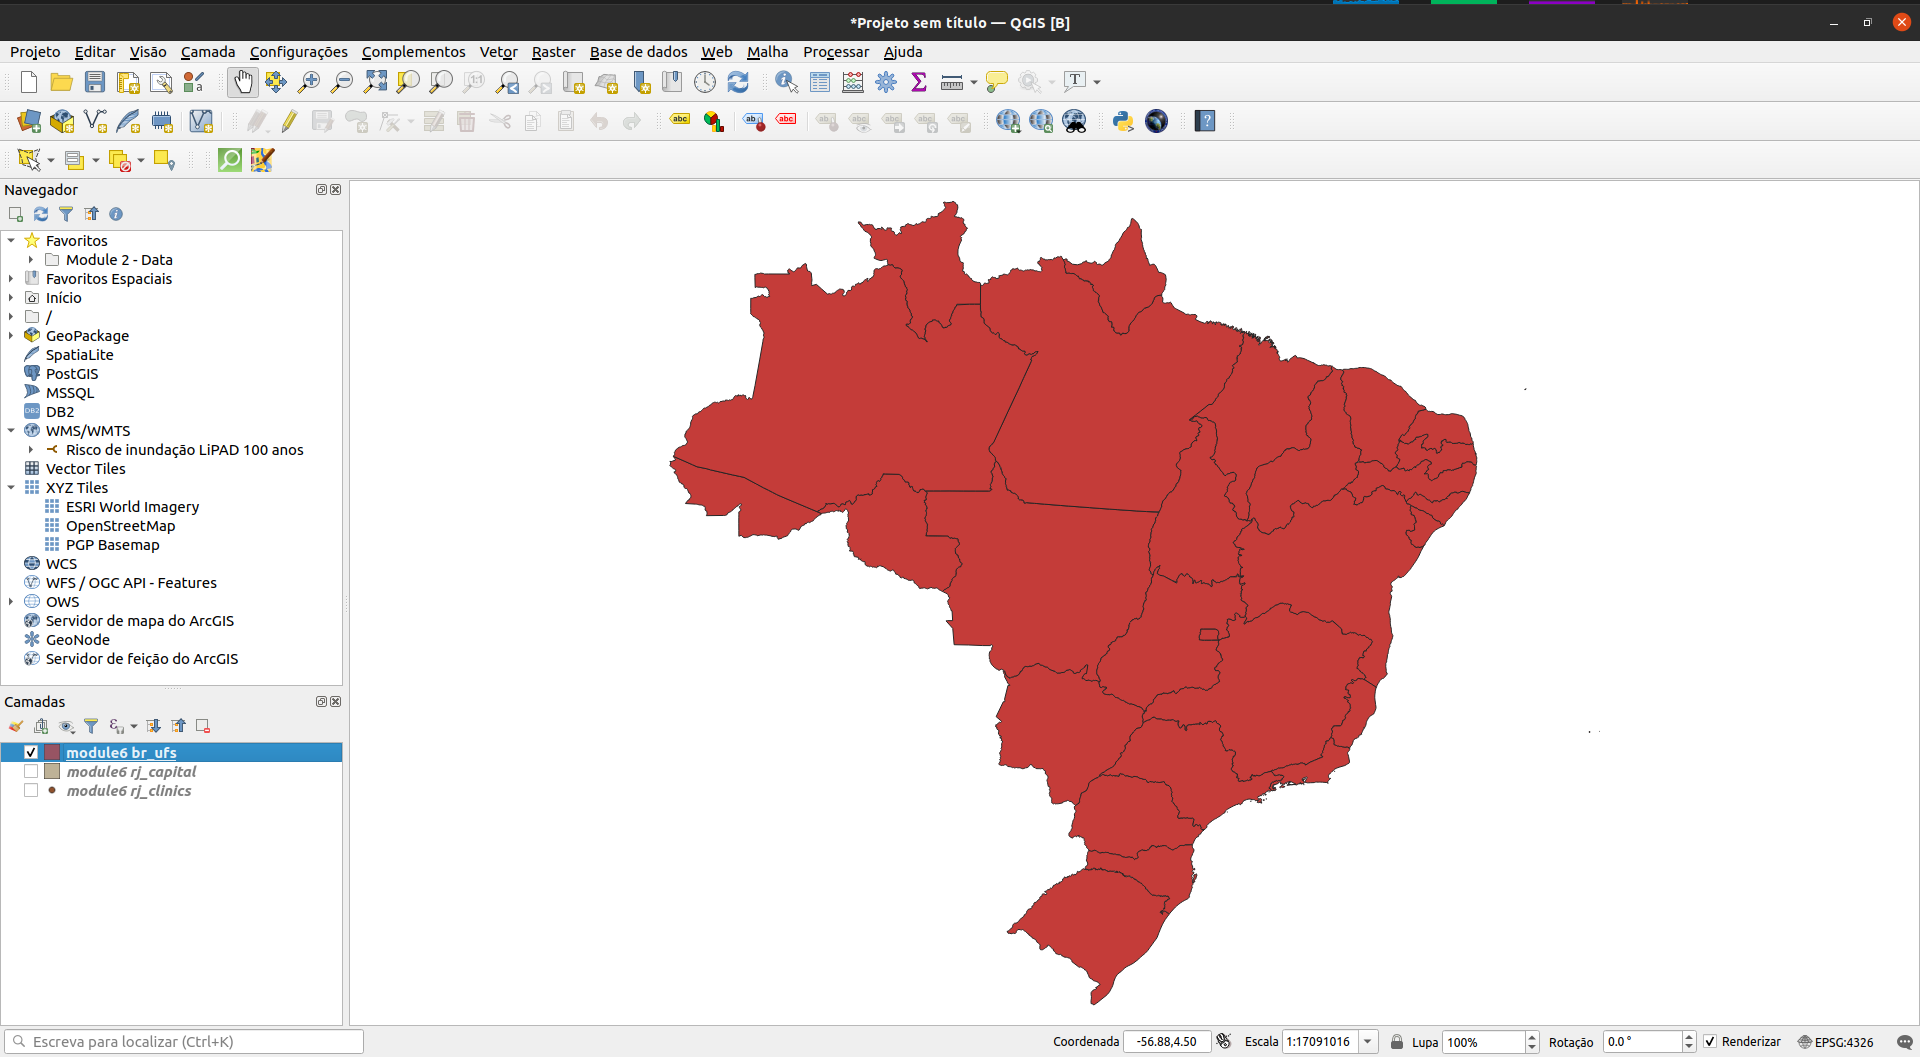 *Projeto sem título — QGIS [B]
Projeto Editar Visão Camada Configurações Complementos Vetor Raster Base de dados Web Malha Processar Ajuda
Navegador
Favoritos
Module 2 - Data
Favoritos Espaciais
Início
/
GeoPackage
SpatiaLite
PostGIS
MSSQL
DB2
WMS/WMTS
Risco de inundação LiPAD 100 anos
Vector Tiles
XYZ Tiles
ESRI World Imagery
OpenStreetMap
PGP Basemap
WCS
WFS / OGC API - Features
OWS
Servidor de mapa do ArcGIS
GeoNode
Servidor de feição do ArcGIS
Camadas
module6 br_ufs
module6 rj_capital
module6 rj_clinics
Escreva para localizar (Ctrl+K)
Coordenada -56.88,4.50 Escala 1:17091016 Lupa 100% Rotação 0.0 ° Renderizar EPSG:4326